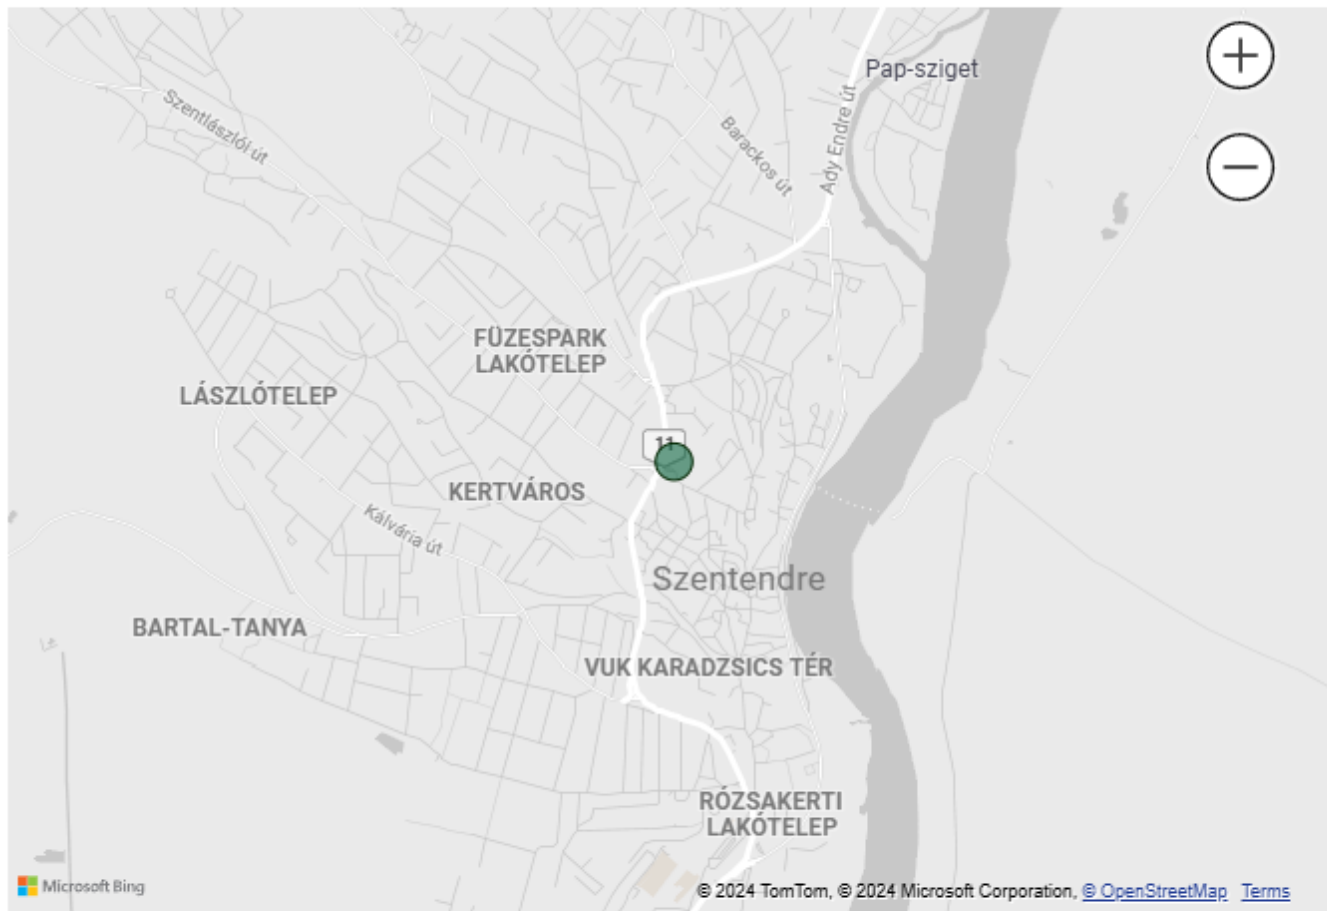 Pap-sziget
Szentlászlói út
Barackos út
Ady Endre út
FÜZESPARK
LAKÓTELEP
LÁSZLÓTELEP
11
KERTVÁROS
Kálvária út
Szentendre
BARTAL-TANYA
VUK KARADZSICS TÉR
RÓZSAKERTI
LAKÓTELEP
Microsoft Bing
© 2024 TomTom, © 2024 Microsoft Corporation, © OpenStreetMap Terms